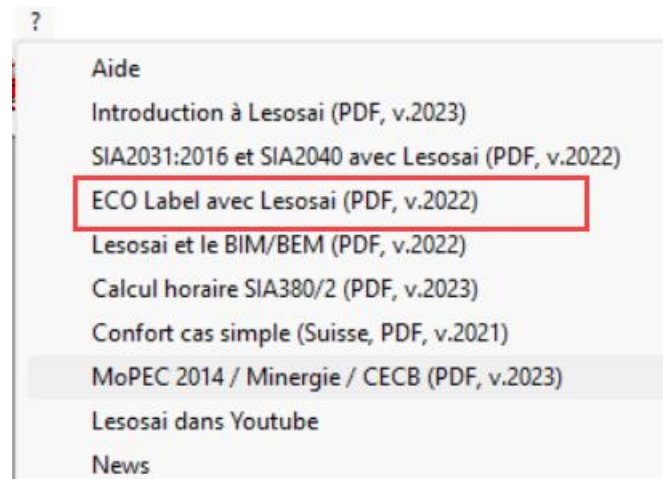 ?
Aide
Introduction à Lesosai (PDF, v.2023)
SIA2031:2016 et SIA2040 avec Lesosai (PDF, v.2022)
ECO Label avec Lesosai (PDF, v.2022)
Lesosai et le BIM/BEM (PDF, v.2022)
Calcul horaire SIA380/2 (PDF, v.2023)
Confort cas simple (Suisse, PDF, v.2021)
MoPEC 2014 / Minergie / CECB (PDF, v.2023)
Lesosai dans Youtube
News